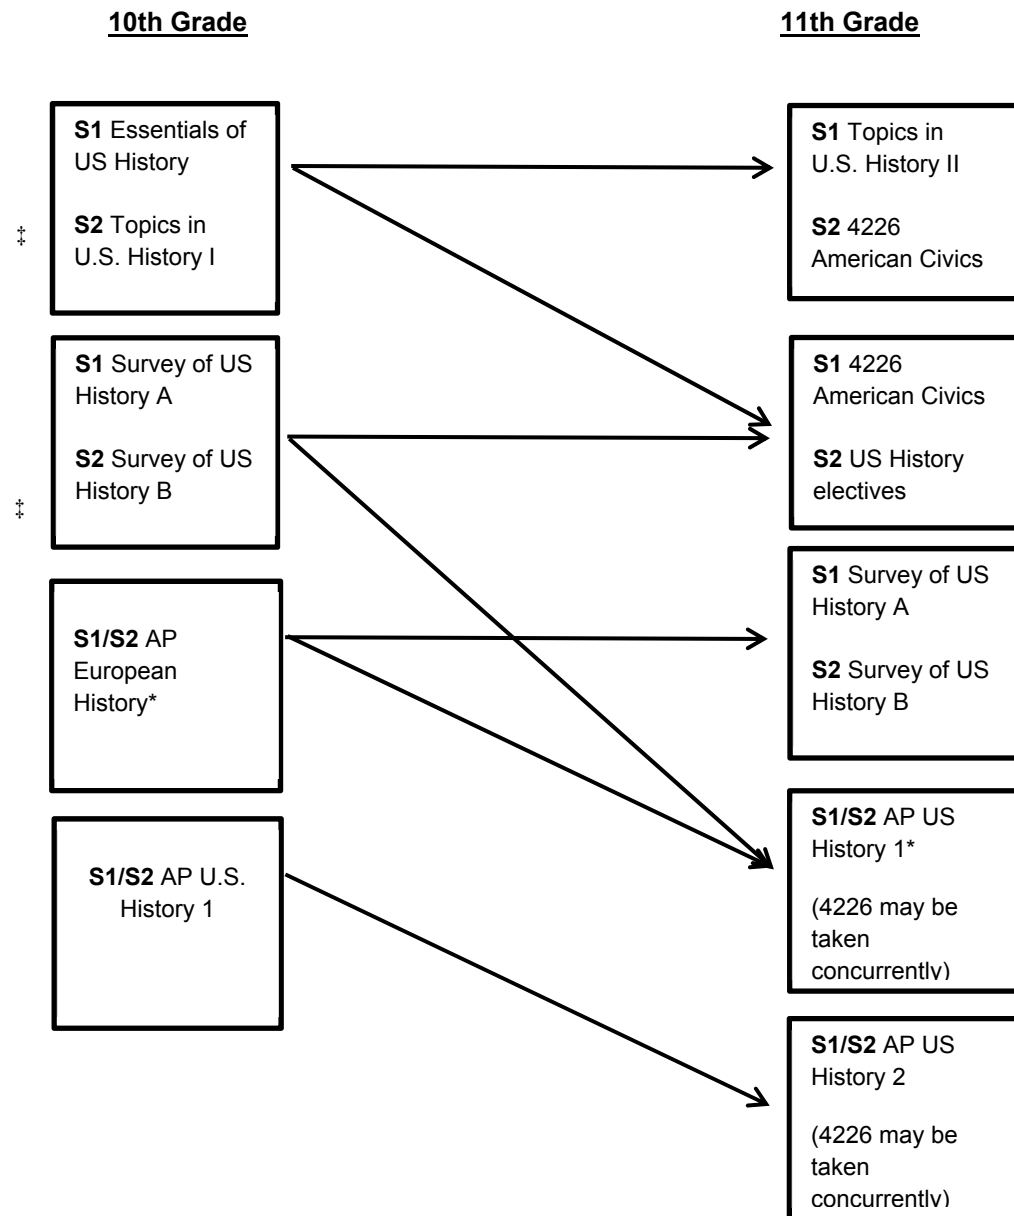 10th Grade
11th Grade
S1 Essentials of
US History
S2 Topics in
U.S. History I
‡
S1 Survey of US
History A
S2 Survey of US
History B
‡
S1/S2 AP
European
History*
S1/S2 AP U.S.
History 1
S1 Topics in
U.S. History II
S2 4226
American Civics
S1 4226
American Civics
S2 US History
electives
S1 Survey of US
History A
S2 Survey of US
History B
S1/S2 AP US
History 1*
(4226 may be
taken
concurrently)
S1/S2 AP US
History 2
(4226 may be
taken
concurrently)